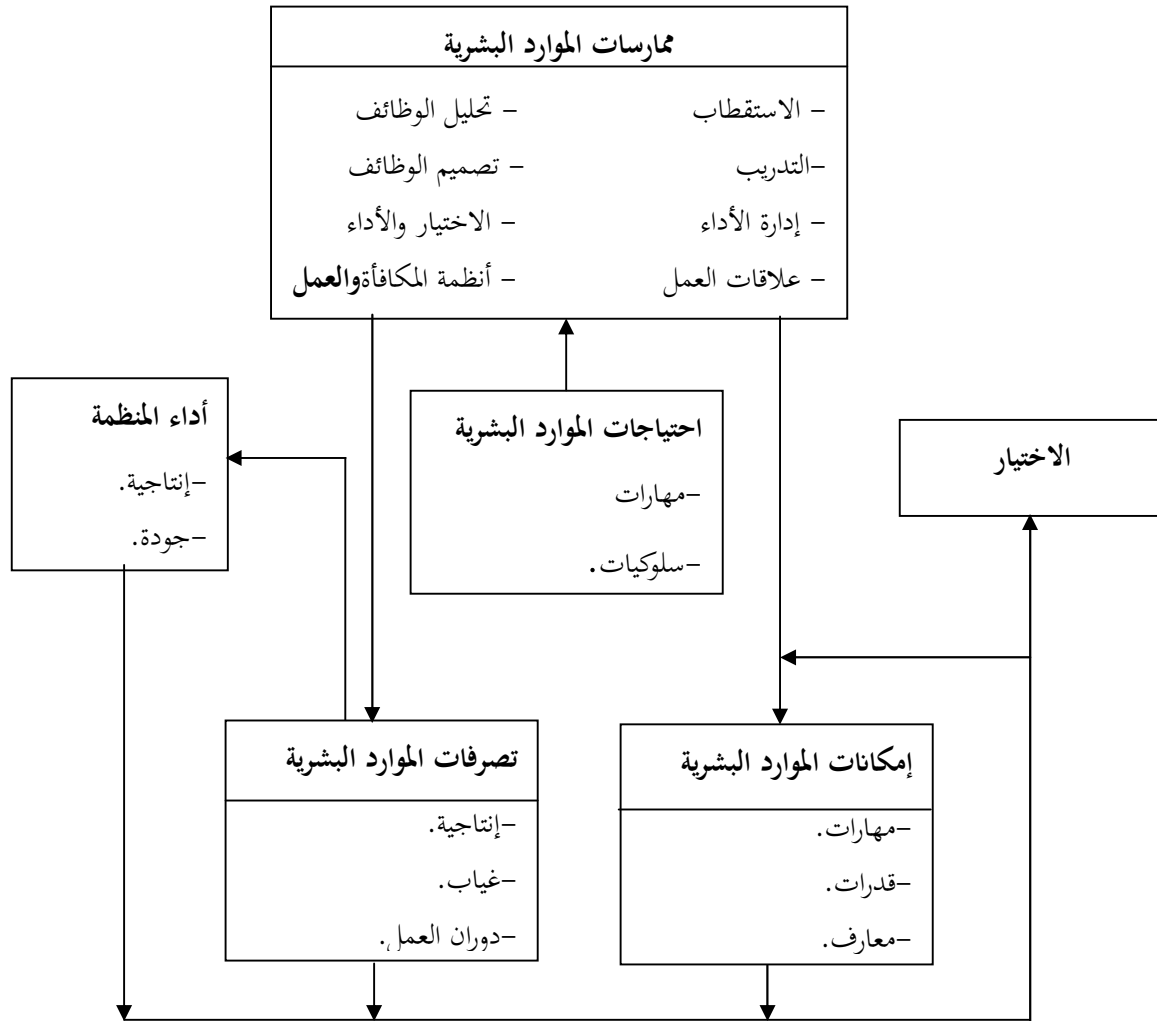 ممارسات الموارد البشرية
– الاستقطاب – تحليل الوظائف
–التدريب – تصميم الوظائف
– إدارة الأداء – الاختيار والأداء
– علاقات العمل – أنظمة المكافأةوالعمل
الاختيار
احتياجات الموارد البشرية
–مهارات
–سلوكيات.
أداء المنظمة
–إنتاجية.
–جودة.
إمكانات الموارد البشرية
–مهارات.
–قدرات.
–معارف.
تصرفات الموارد البشرية
–إنتاجية.
–غياب.
–دوران العمل.